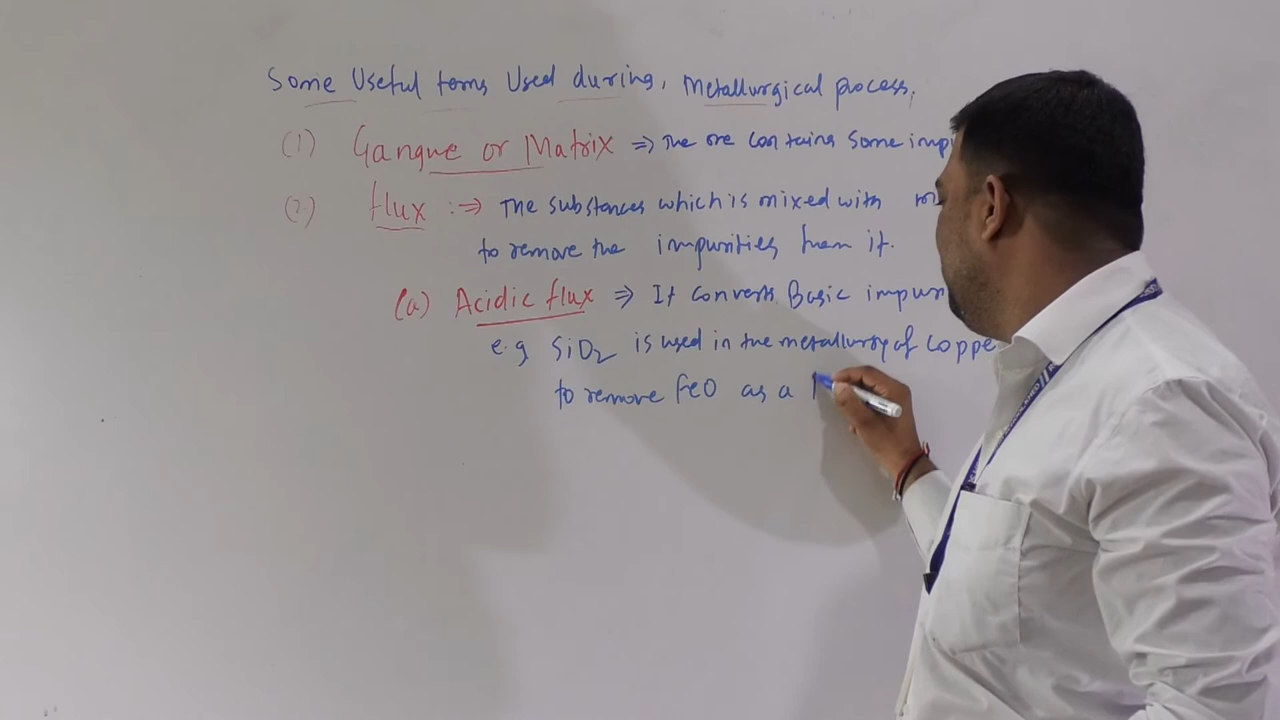 Some Useful terms Used during, Metallurgical process,
(1) Gangue or Matrix ⇒ The ore contains some imp
(2) flux :⇒ The substances which is mixed with
to remove the impurities from it.
(a) Acidic flux ⇒ It converts Basic impur
e.g SiO2 is used in the metallurgy of Coppe
to remove FeO as a